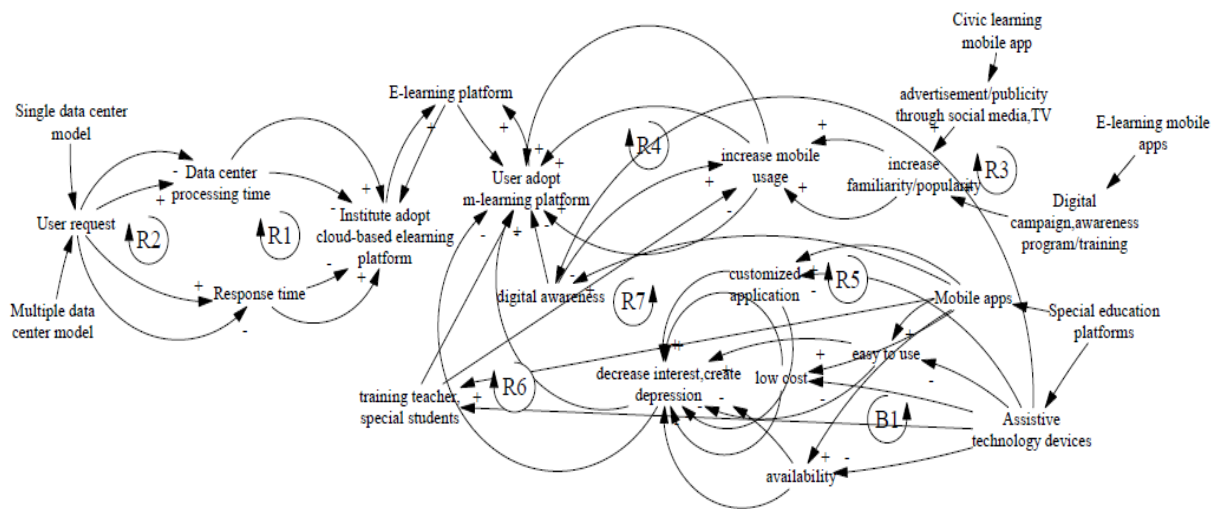 Civic learning
mobile app
Single data center
model
E-learning platform
advertisement/publicity
through social media,TV
E-learning mobile
apps
R4
increase mobile
usage
increase
familiarity/popularity
R3
Data center
processing time
User adopt
m-learning platform
User request
R2
R1
Institute adopt
cloud-based elearning
platform
Digital
campaign,awareness
program/training
Multiple data
center model
Response time
digital awareness
R7
customized
application
R5
Mobile apps
Special education
platforms
easy to use
decrease interest,create
depression
low cost
training teacher,
special students
R6
B1
Assistive
technology devices
availability